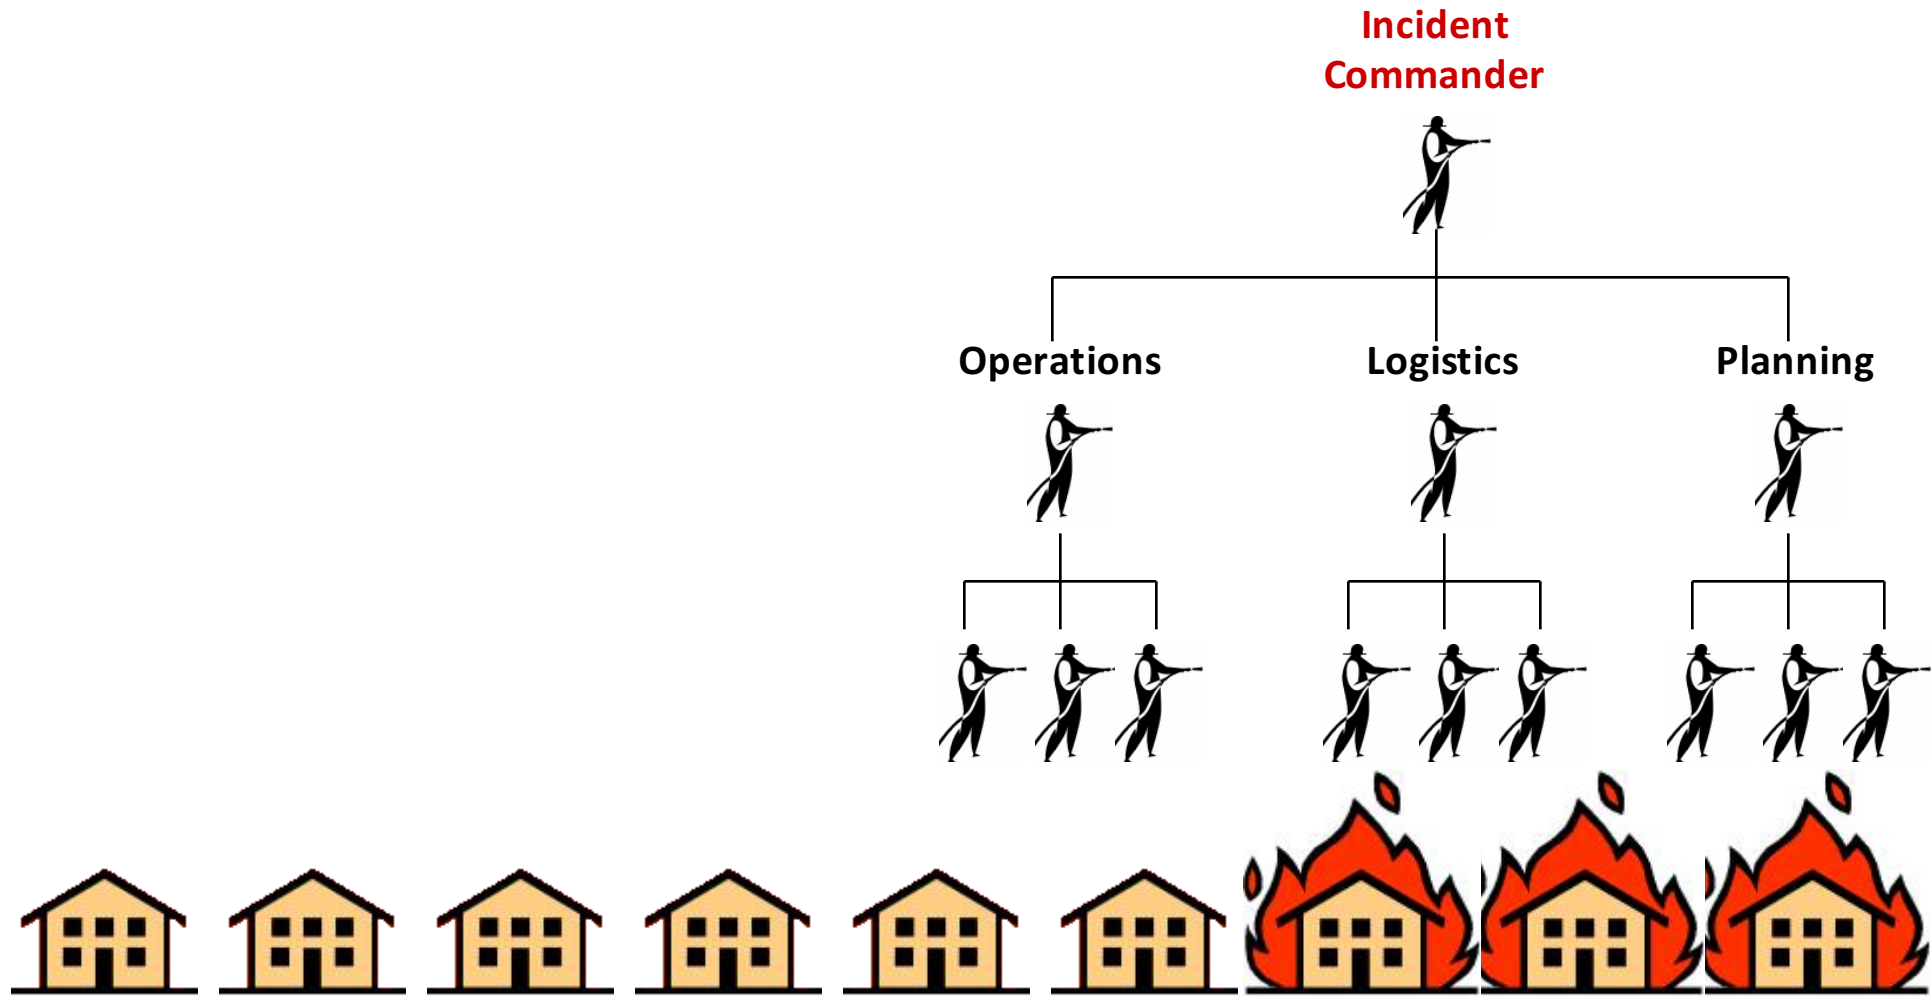 Incident
Commander
Operations
Logistics
Planning